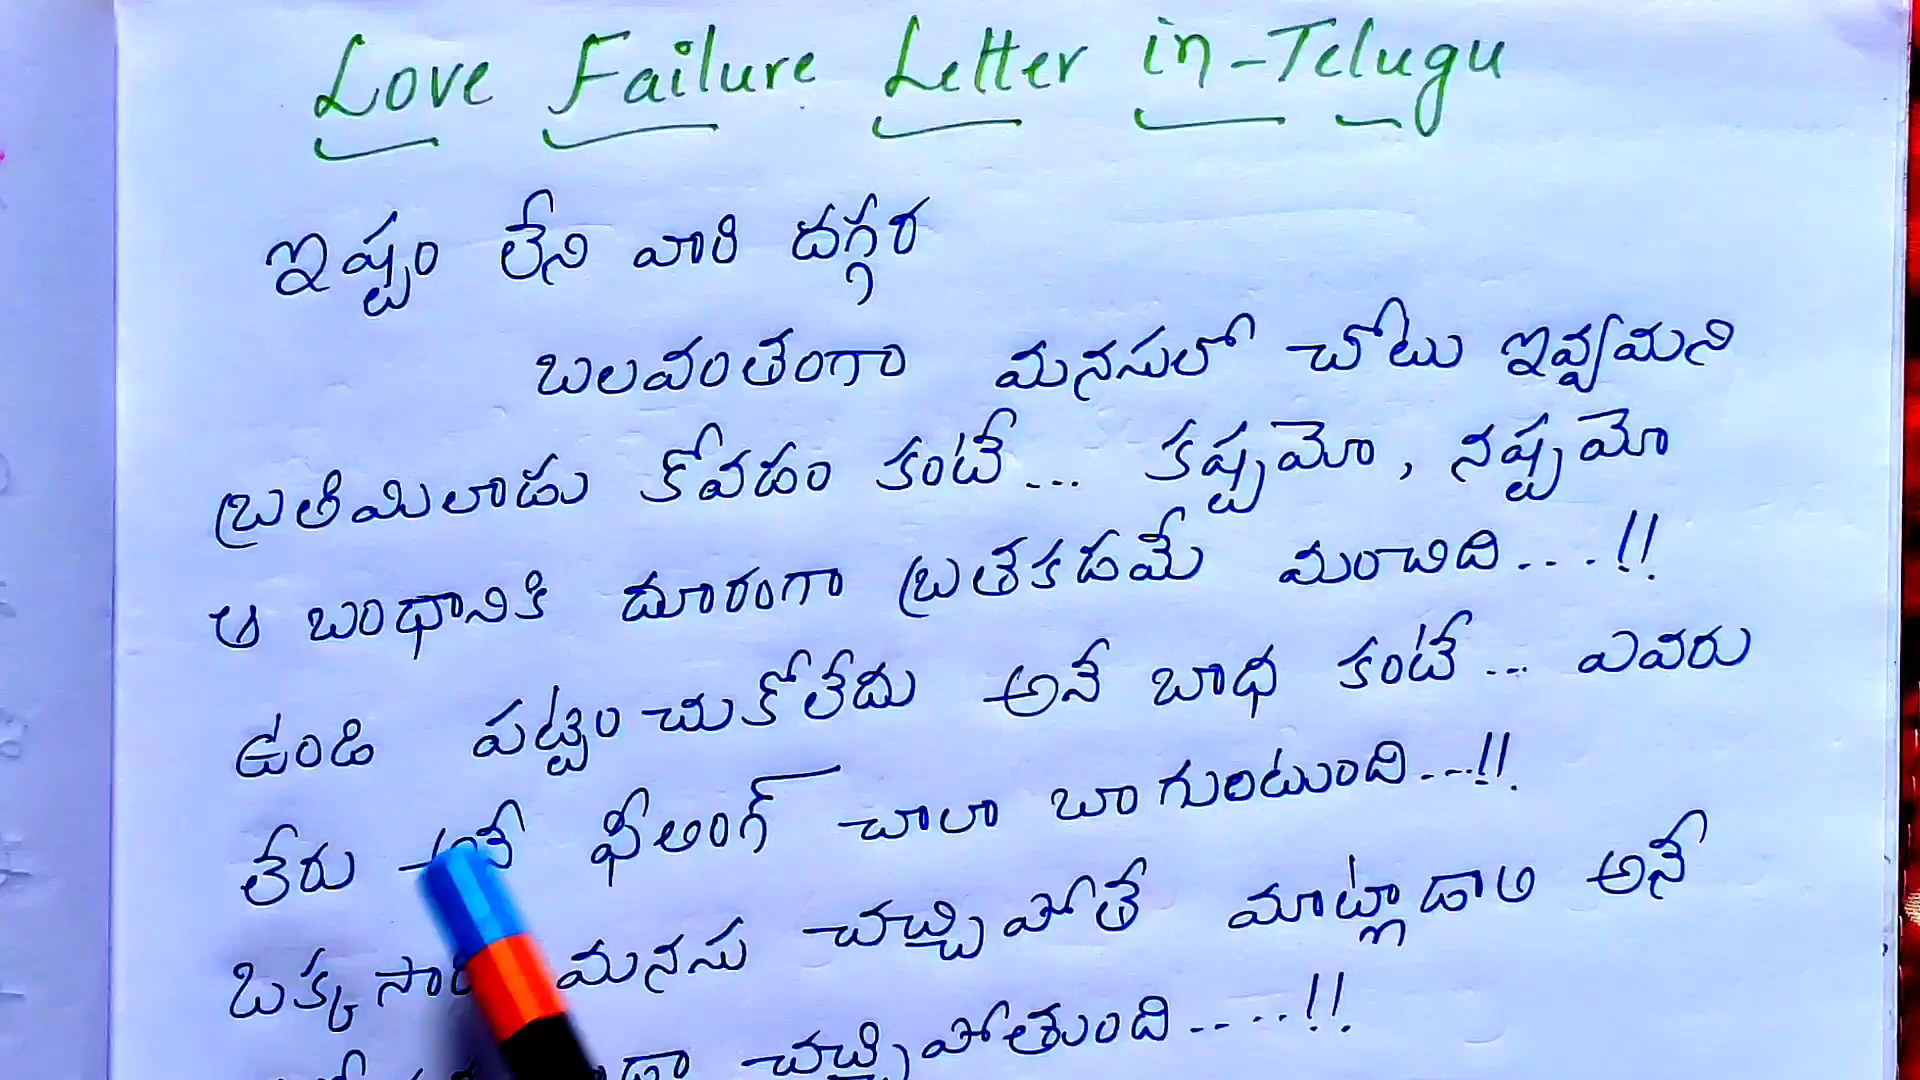 Love Failure Letter in-Telugu
ఇష్టం లేని వారి దగ్గర
బలవంతంగా మనసులో చోటు ఇవ్వమని
బ్రతిమిలాడు కోవడం కంటే... కష్టమో, నష్టమో
ఆ బంధానికి దూరంగా బ్రతకడమే మంచిది...!!
ఉండి పట్టించుకోలేదు అనే బాధ కంటే... ఎవరు
లేరు అనే ఫీలింగ్ చాలా బాగుంటుంది...!!
ఒక్కసారి మనసు చచ్చిపోతే మాట్లాడాలి అనే
చచ్చిపోతుంది....!!